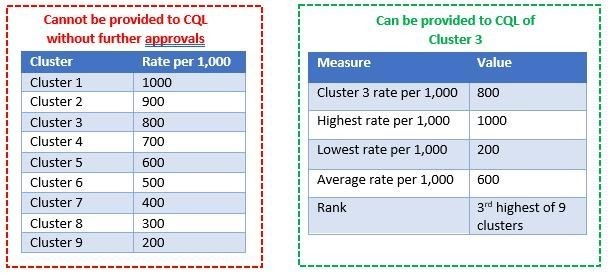 Cannot be provided to CQL
without further approvals
Cluster Rate per 1,000
Cluster 1 1000
Cluster 2 900
Cluster 3 800
Cluster 4 700
Cluster 5 600
Cluster 6 500
Cluster 7 400
Cluster 8 300
Cluster 9 200
Can be provided to CQL of
Cluster 3
Measure Value
Cluster 3 rate per 1,000 800
Highest rate per 1,000 1000
Lowest rate per 1,000 200
Average rate per 1,000 600
Rank 3rd highest of 9
clusters